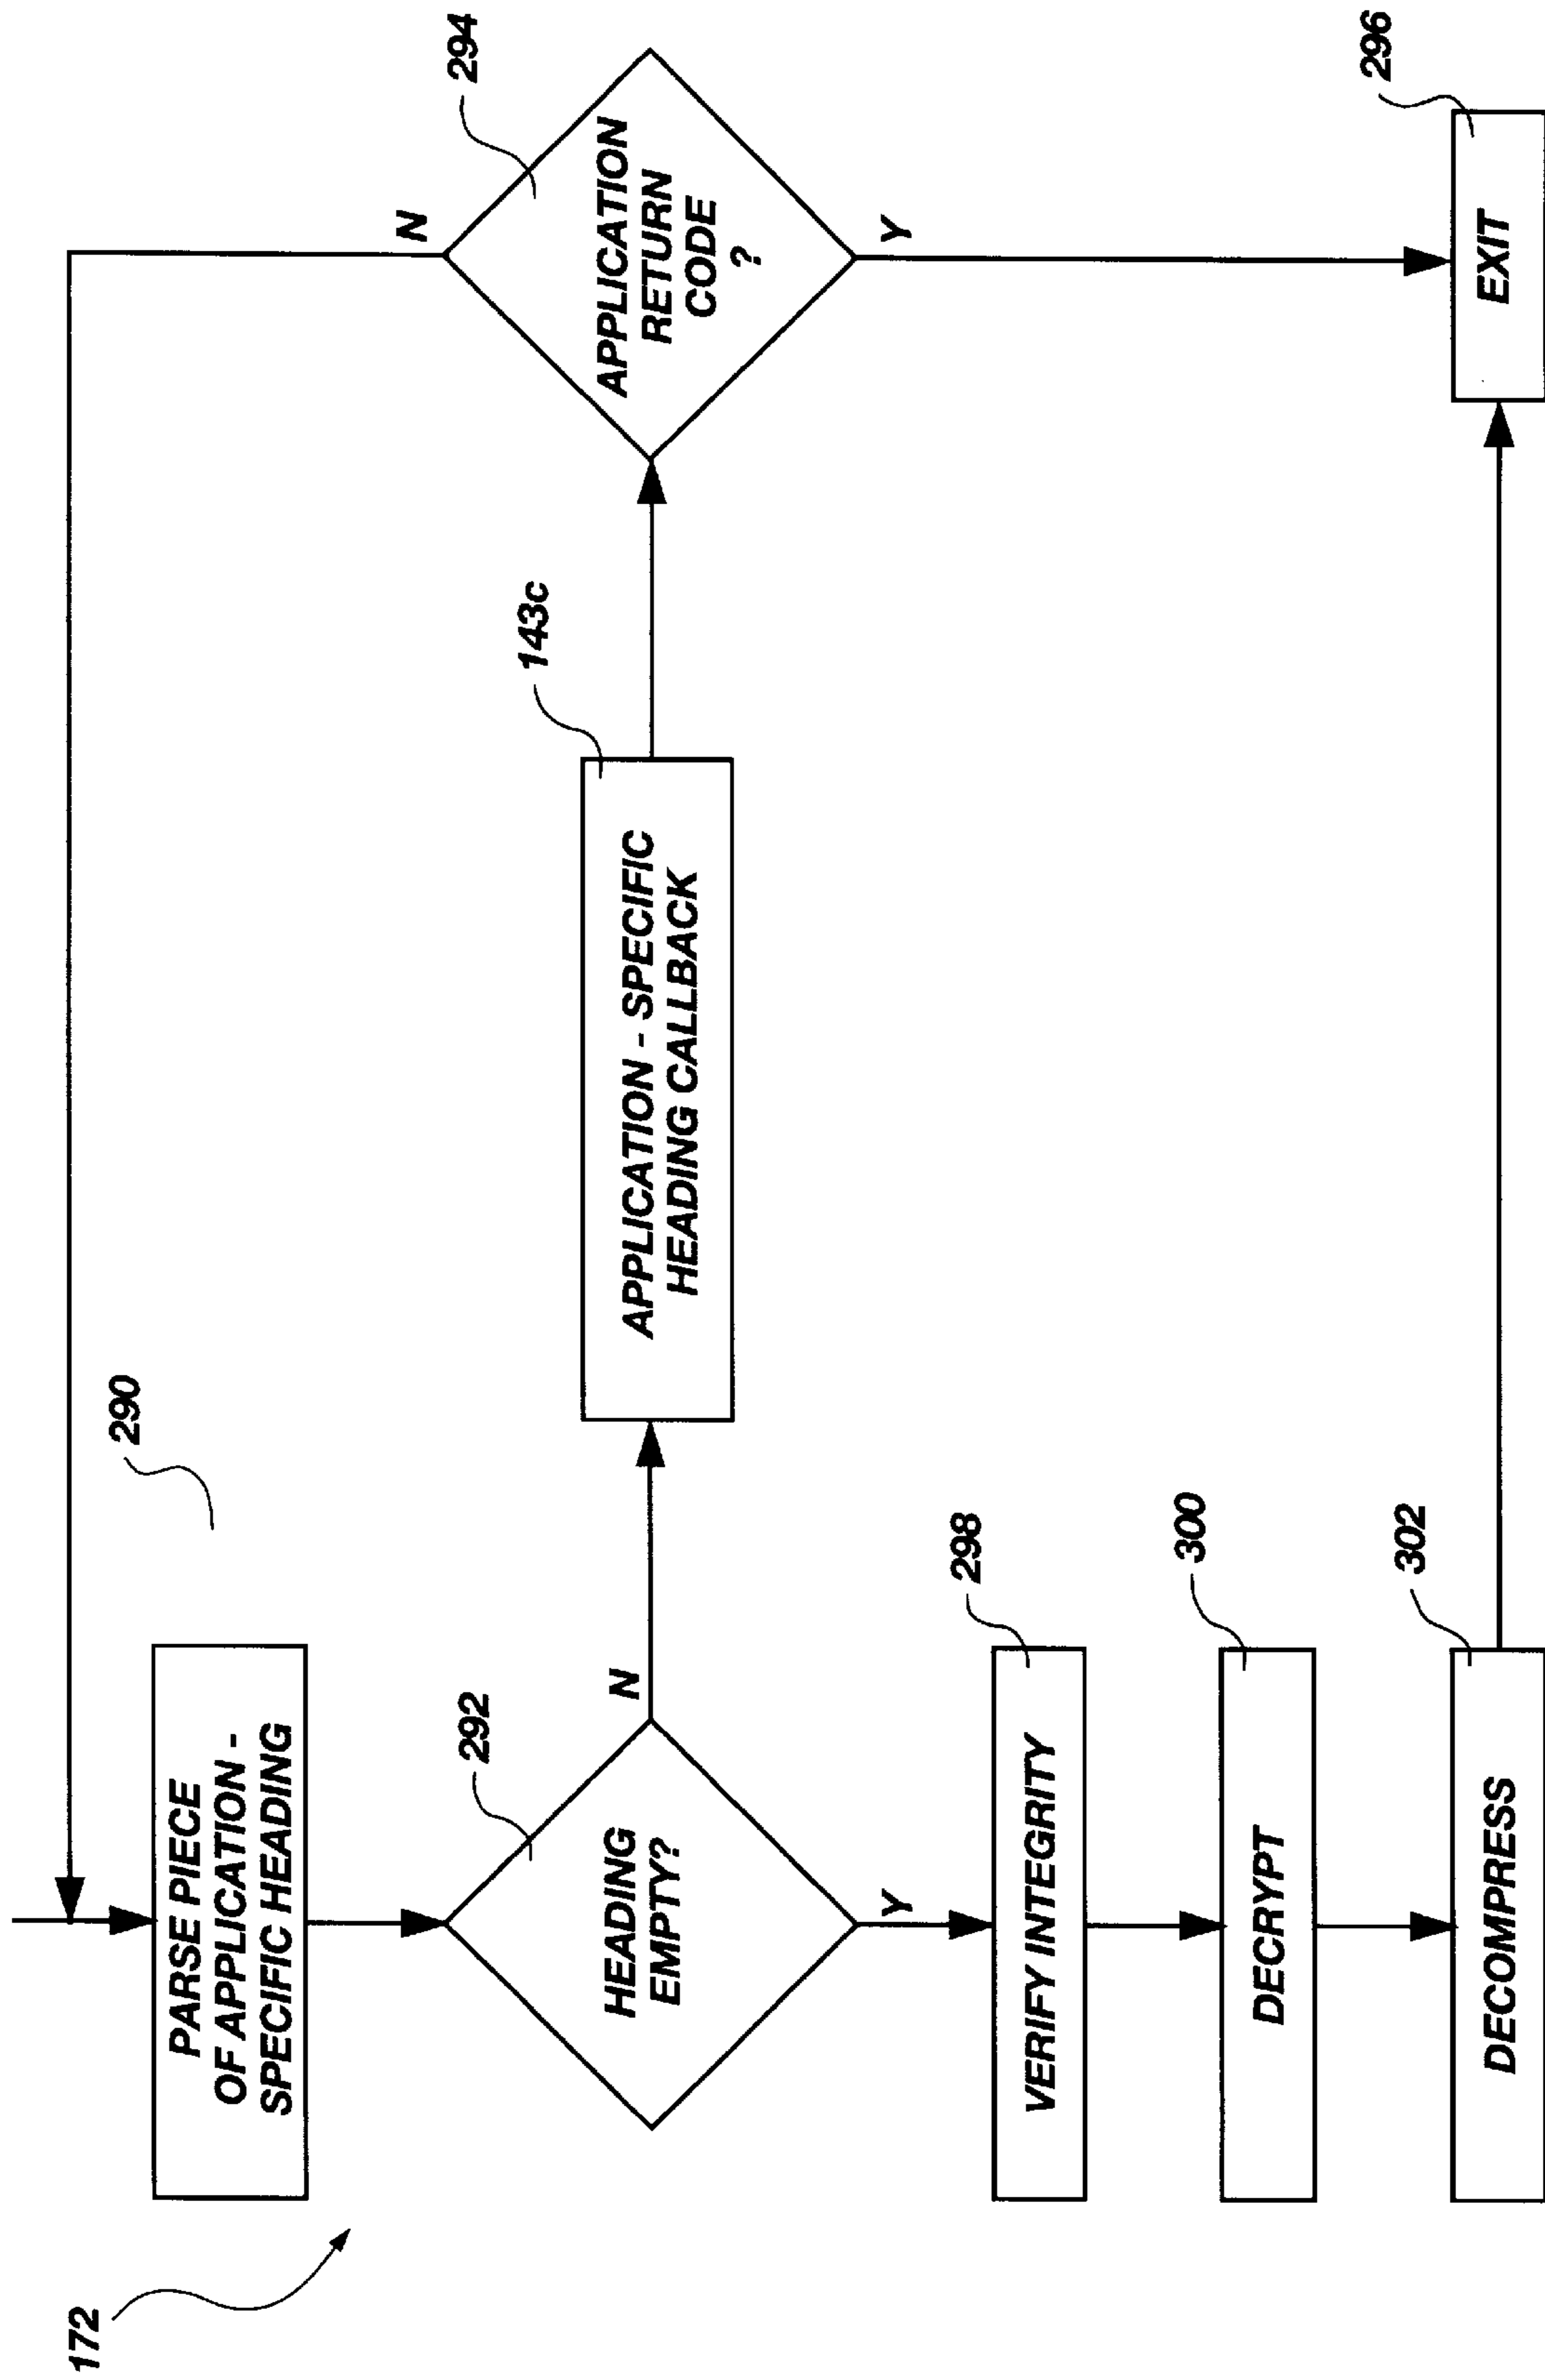 172
290
PARSE PIECE
OF APPLICATION -
SPECIFIC HEADING
292
HEADING
EMPTY?
N
Y
143c
APPLICATION - SPECIFIC
HEADING CALLBACK
294
APPLICATION
RETURN
CODE
?
N
Y
298
VERIFY INTEGRITY
300
DECRYPT
302
DECOMPRESS
296
EXIT